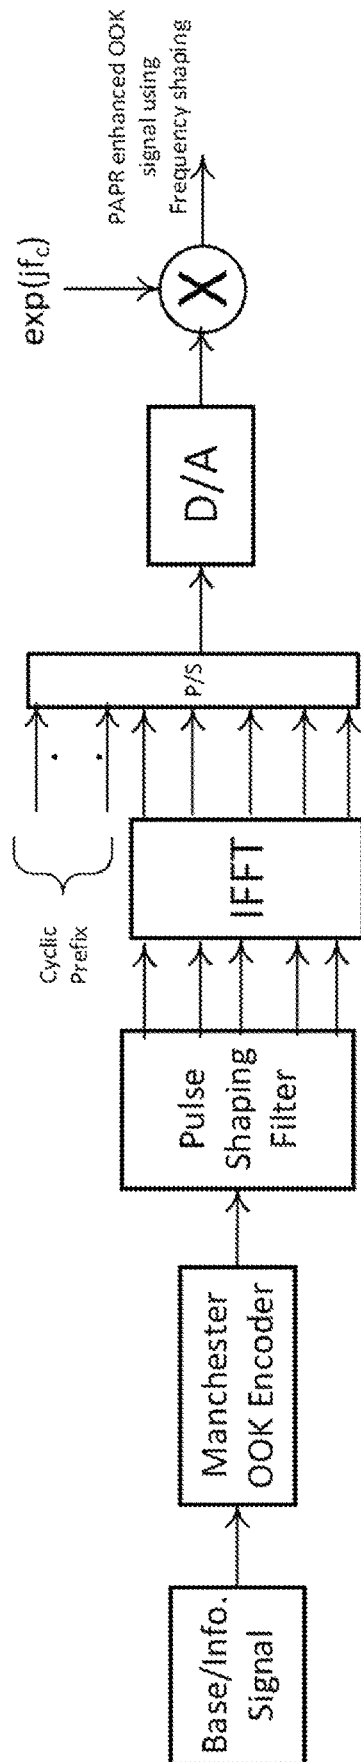 Base/Info.
Signal
Manchester
OOK Encoder
Pulse
Shaping
Filter
IFFT
Cyclic
Prefix
P/S
D/A
X
exp(jfc)
PAPR enhanced OOK
signal using
Frequency shaping